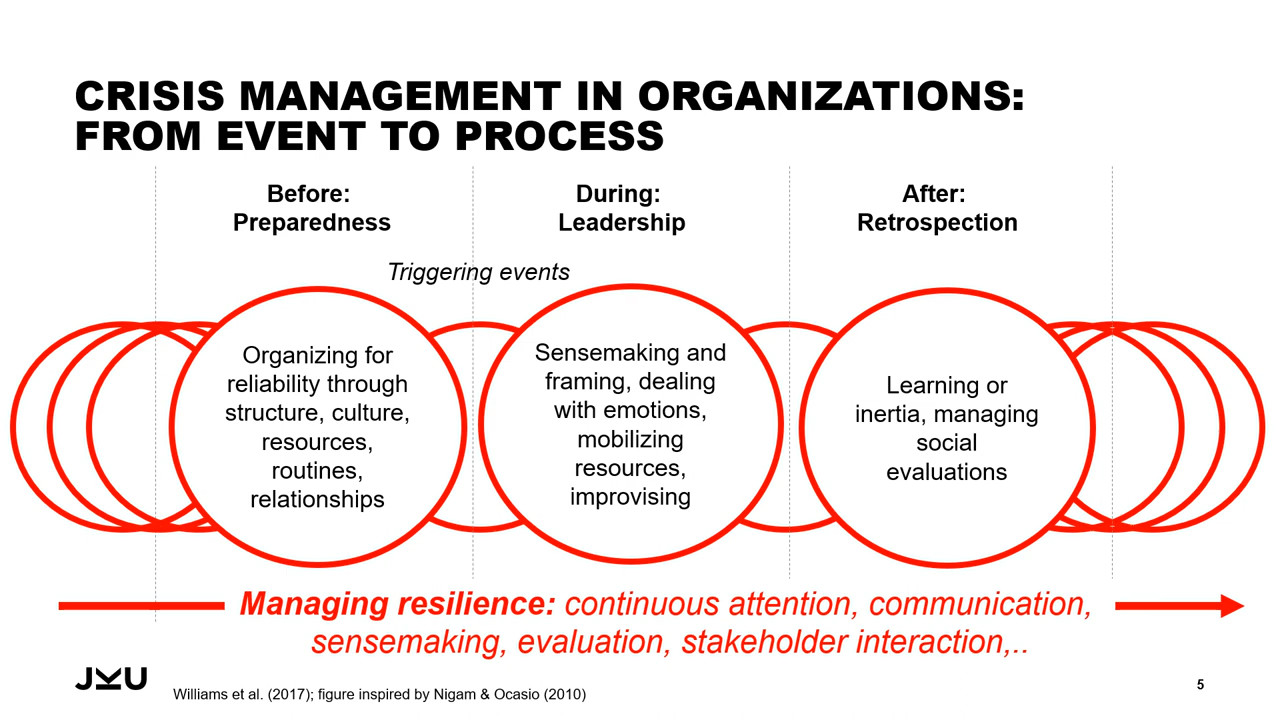 CRISIS MANAGEMENT IN ORGANIZATIONS:
FROM EVENT TO PROCESS
Before:
Preparedness
During:
Leadership
After:
Retrospection
Triggering events
Organizing for
reliability through
structure, culture,
resources,
routines,
relationships
Sensemaking and
framing, dealing
with emotions,
mobilizing
resources,
improvising
Learning or
inertia, managing
social
evaluations
Managing resilience: continuous attention, communication,
sensemaking, evaluation, stakeholder interaction,..
JKU
Williams et al. (2017); figure inspired by Nigam & Ocasio (2010)
5